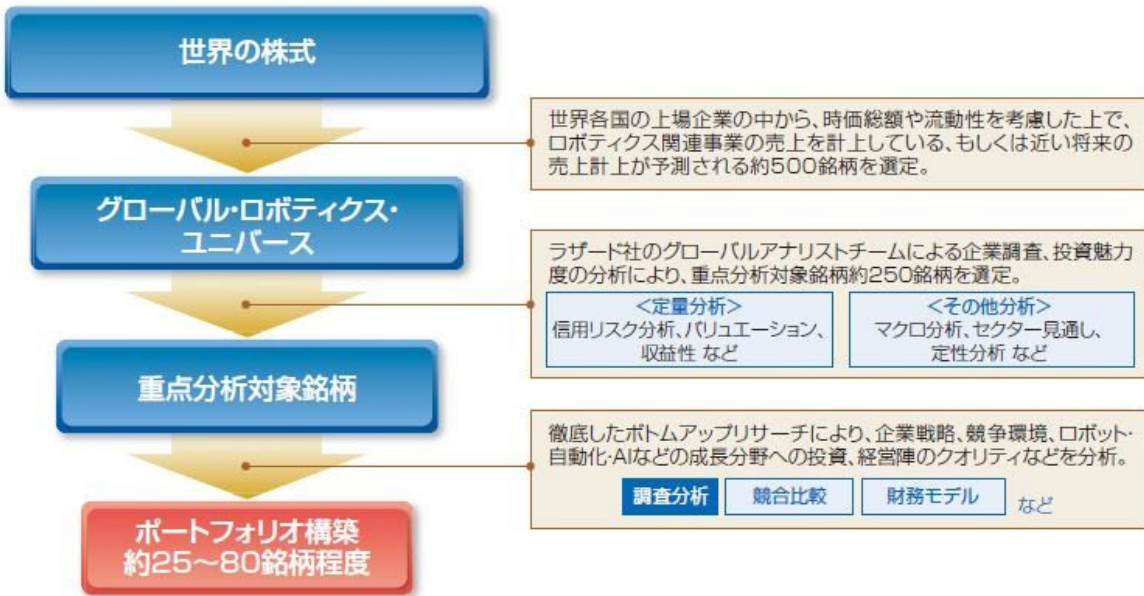 世界の株式
世界各国の上場企業の中から、時価総額や流動性を考慮した上で、
ロボティクス関連事業の売上を計上している、もしくは近い将来の
売上計上が予測される約500銘柄を選定。
グローバル・ロボティクス・
ユニバース
ラザード社のグローバルアナリストチームによる企業調査、投資魅力
度の分析により、重点分析対象銘柄約250銘柄を選定。
<定量分析>
信用リスク分析、バリュエーション、
収益性 など
<その他分析>
マクロ分析、セクター見通し、
定性分析 など
重点分析対象銘柄
徹底したボトムアップリサーチにより、企業戦略、競争環境、ロボット・
自動化・AIなどの成長分野への投資、経営陣のクオリティなどを分析。
調査分析 競合比較 財務モデル など
ポートフォリオ構築
約25～80銘柄程度